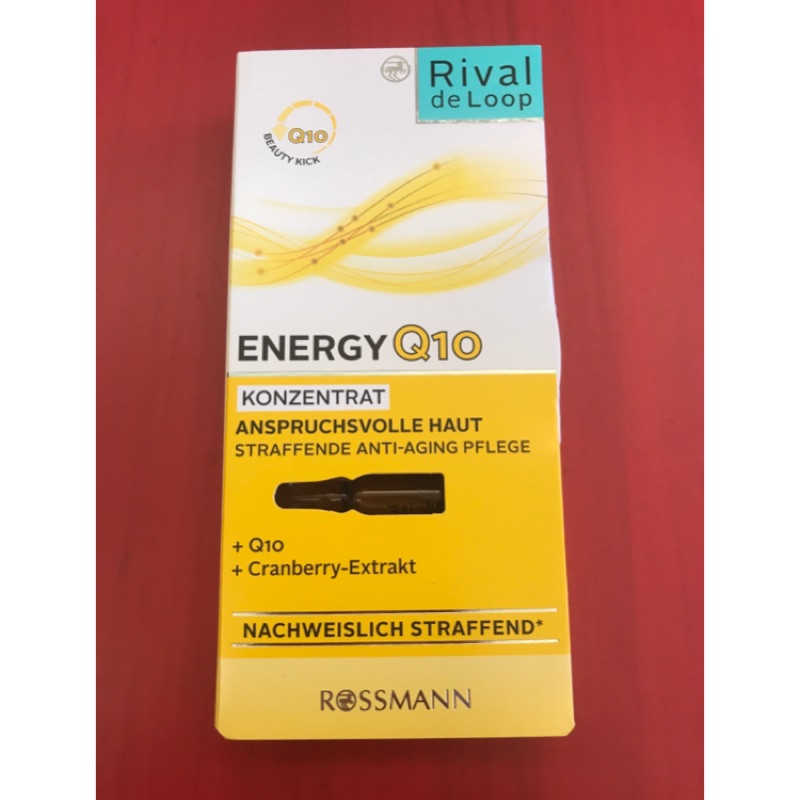 Rival
de Loop
Q10
BEAUTY KICK
ENERGY Q10
KONZENTRAT
ANSPRUCHSVOLLE HAUT
STRAFFENDE ANTI-AGING PFLEGE
+ Q10
+ Cranberry-Extrakt
NACHWEISLICH STRAFFEND*
ROSSMANN